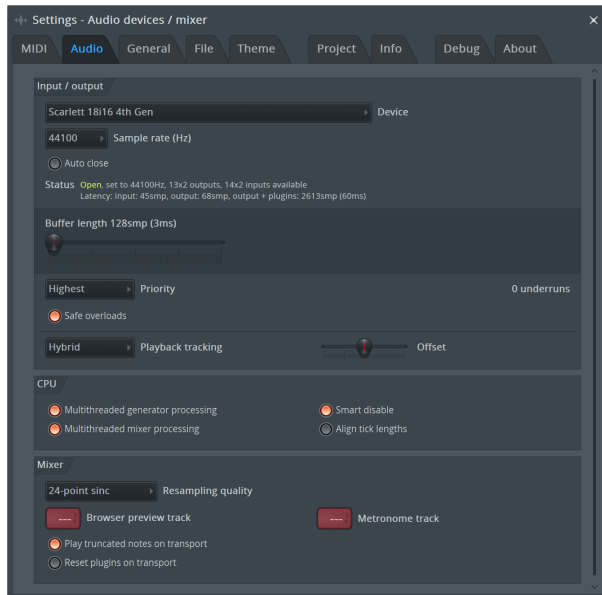 Settings - Audio devices / mixer
MIDI Audio General File Theme Project Info Debug About
Input / output
Scarlett 18i16 4th Gen Device
44100 Sample rate (Hz)
Auto close
Status Open, set to 44100Hz, 13x2 outputs, 14x2 inputs available
Latency: input: 45smp, output: 68smp, output + plugins: 2613smp (60ms)
Buffer length 128smp (3ms)
Highest Priority 0 underruns
Safe overloads
Hybrid Playback tracking Offset
CPU
Multithreaded generator processing Smart disable
Multithreaded mixer processing Align tick lengths
Mixer
24-point sinc Resampling quality
--- Browser preview track --- Metronome track
Play truncated notes on transport
Reset plugins on transport